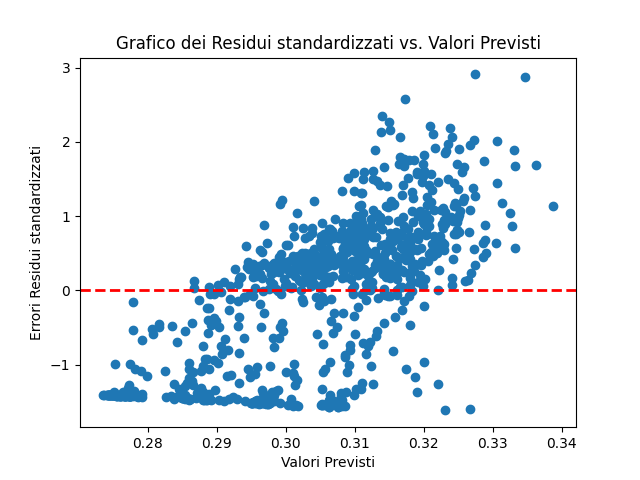 Grafico dei Residui standardizzati vs. Valori Previsti
3
2
1
0
−1
Errori Residui standardizzati
0.28 0.29 0.30 0.31 0.32 0.33 0.34
Valori Previsti